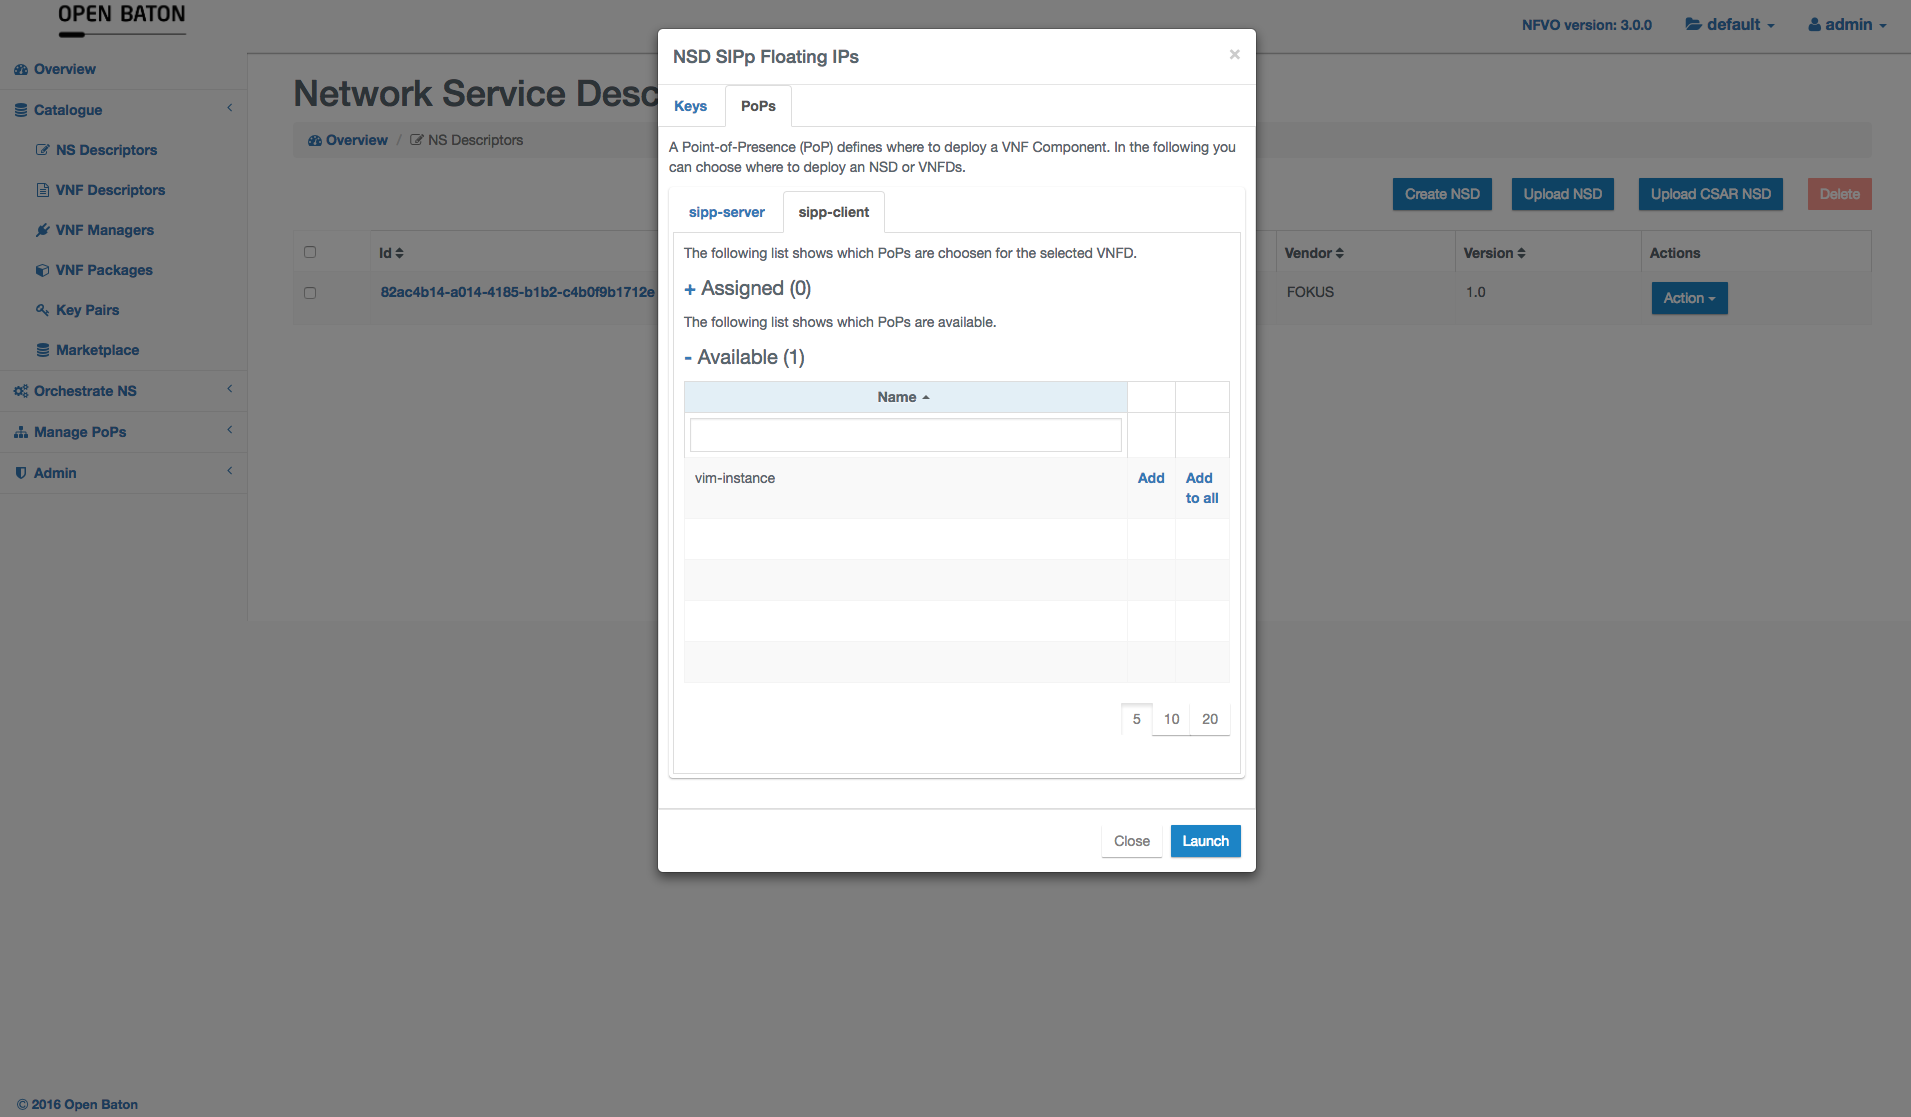 OPEN BATON
NFVO version: 3.0.0
default
admin
Overview
Catalogue
NS Descriptors
VNF Descriptors
VNF Managers
VNF Packages
Key Pairs
Marketplace
Orchestrate NS
Manage PoPs
Admin
Network Service Desc
Overview / NS Descriptors
Create NSD
Upload NSD
Upload CSAR NSD
Delete
Id
Vendor
Version
Actions
82ac4b14-a014-4185-b1b2-c4b0f9b1712e
FOKUS
1.0
Action
NSD SIPp Floating IPs
×
Keys
PoPs
A Point-of-Presence (PoP) defines where to deploy a VNF Component. In the following you
can choose where to deploy an NSD or VNFDs.
sipp-server
sipp-client
The following list shows which PoPs are choosen for the selected VNFD.
+ Assigned (0)
The following list shows which PoPs are available.
- Available (1)
Name
vim-instance
Add
Add
to all
5
10
20
Close
Launch
© 2016 Open Baton